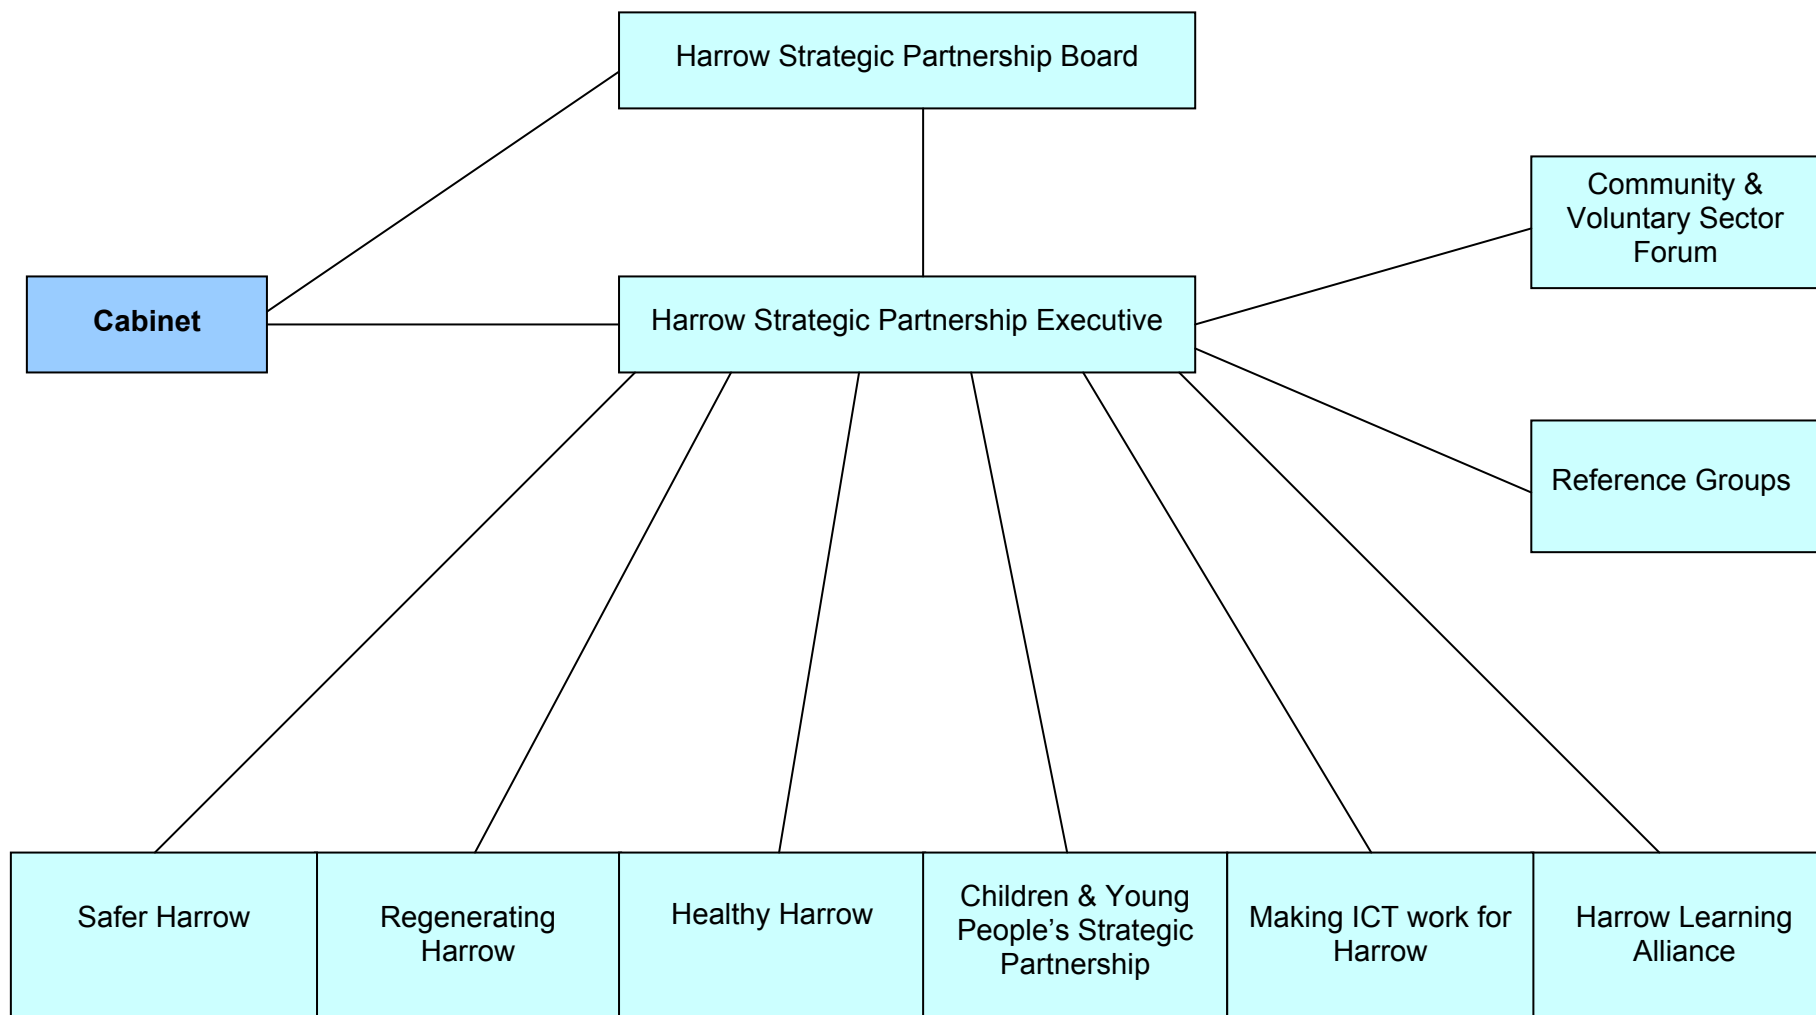 Harrow Strategic Partnership Board
Community &
Voluntary Sector
Forum
Cabinet
Harrow Strategic Partnership Executive
Reference Groups
Safer Harrow
Regenerating
Harrow
Healthy Harrow
Children & Young
People’s Strategic
Partnership
Making ICT work for
Harrow
Harrow Learning
Alliance